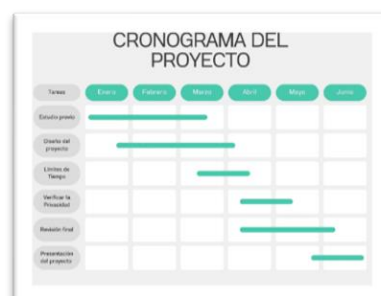 CRONOGRAMA DEL
PROYECTO
Tareas Enero Febrero Marzo Abril Mayo Junio
Estudio previo
Diseño del
proyecto
Límites de
Tiempo
Verificar la
Privacidad
Revisión final
Presentación
del proyecto